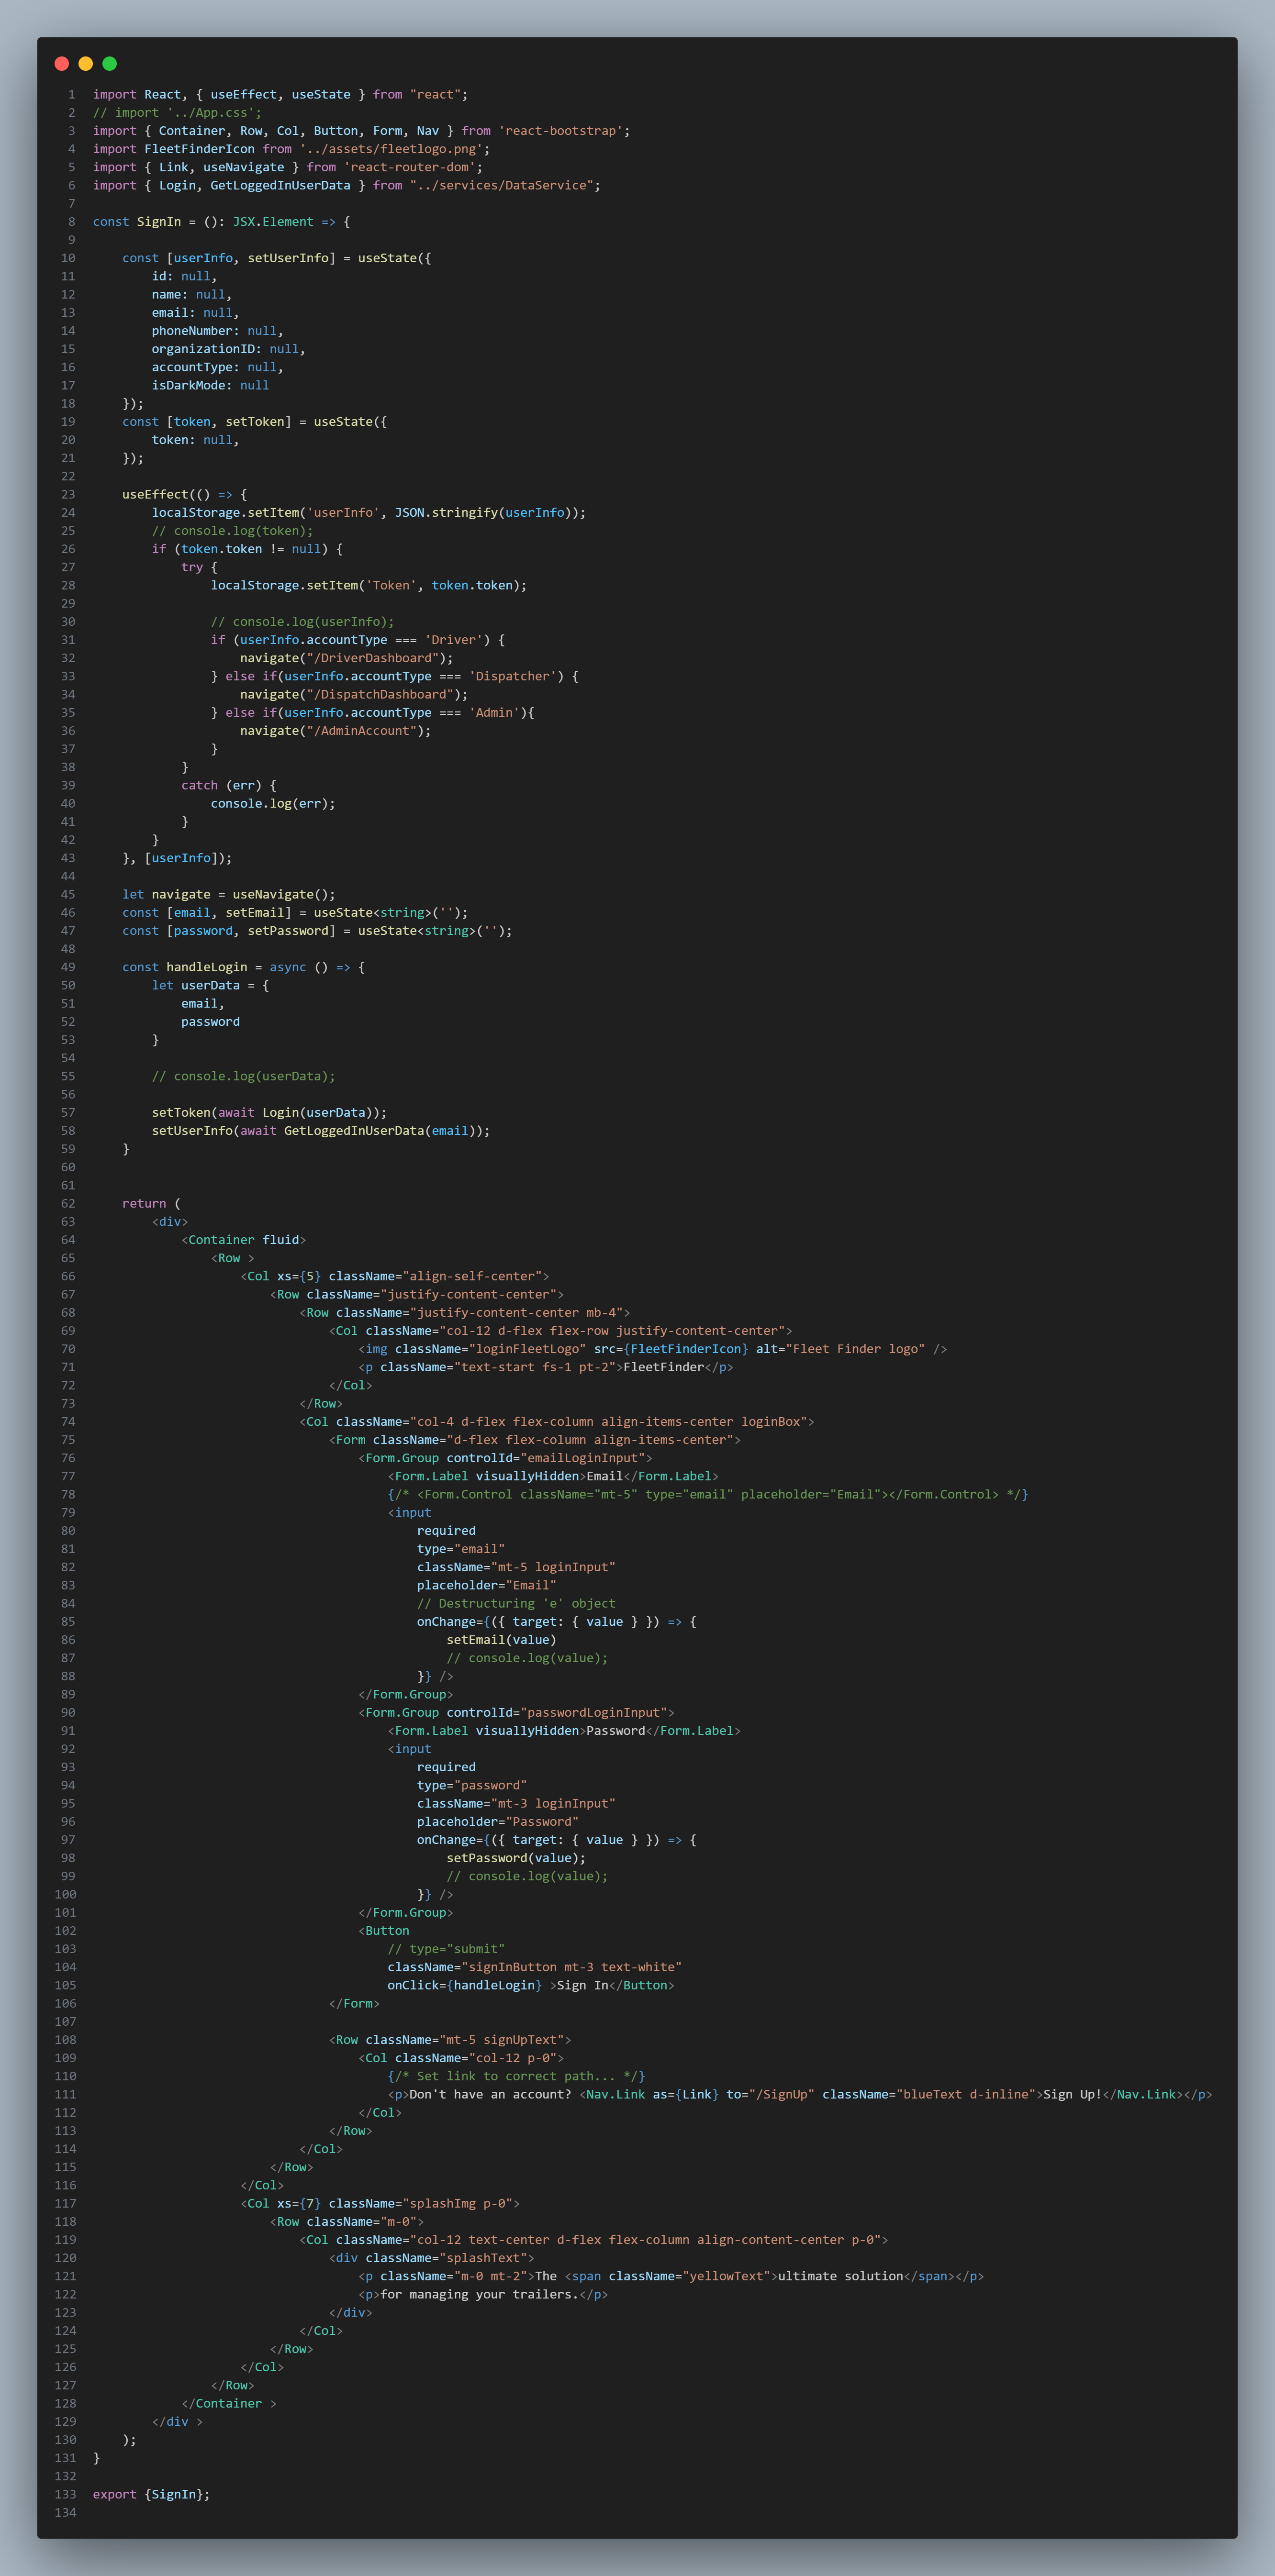 1 import React, { useEffect, useState } from "react";
2 // import '../App.css';
3 import { Container, Row, Col, Button, Form, Nav } from 'react-bootstrap';
4 import FleetFinderIcon from '../assets/fleetlogo.png';
5 import { Link, useNavigate } from 'react-router-dom';
6 import { Login, GetLoggedInUserData } from "../services/DataService";
7
8 const SignIn = (): JSX.Element => {
9
10     const [userInfo, setUserInfo] = useState({
11         id: null,
12         name: null,
13         email: null,
14         phoneNumber: null,
15         organizationID: null,
16         accountType: null,
17         isDarkMode: null
18     });
19     const [token, setToken] = useState({
20         token: null,
21     });
22
23     useEffect(() => {
24         localStorage.setItem('userInfo', JSON.stringify(userInfo));
25         // console.log(token);
26         if (token.token != null) {
27             try {
28                 localStorage.setItem('Token', token.token);
29
30                 // console.log(userInfo);
31                 if (userInfo.accountType === 'Driver') {
32                     navigate("/DriverDashboard");
33                 } else if(userInfo.accountType === 'Dispatcher') {
34                     navigate("/DispatchDashboard");
35                 } else if(userInfo.accountType === 'Admin'){
36                     navigate("/AdminAccount");
37                 }
38             }
39             catch (err) {
40                 console.log(err);
41             }
42         }
43     }, [userInfo]);
44
45     let navigate = useNavigate();
46     const [email, setEmail] = useState<string>('');
47     const [password, setPassword] = useState<string>('');
48
49     const handleLogin = async () => {
50         let userData = {
51             email,
52             password
53         }
54
55         // console.log(userData);
56
57         setToken(await Login(userData));
58         setUserInfo(await GetLoggedInUserData(email));
59     }
60
61
62     return (
63         <div>
64             <Container fluid>
65                 <Row >
66                     <Col xs={5} className="align-self-center">
67                         <Row className="justify-content-center">
68                             <Row className="justify-content-center mb-4">
69                                 <Col className="col-12 d-flex flex-row justify-content-center">
70                                     <img className="loginFleetLogo" src={FleetFinderIcon} alt="Fleet Finder logo" />
71                                     <p className="text-start fs-1 pt-2">FleetFinder</p>
72                                 </Col>
73                             </Row>
74                             <Col className="col-4 d-flex flex-column align-items-center loginBox">
75                                 <Form className="d-flex flex-column align-items-center">
76                                     <Form.Group controlId="emailLoginInput">
77                                         <Form.Label visuallyHidden>Email</Form.Label>
78                                         {/* <Form.Control className="mt-5" type="email" placeholder="Email"></Form.Control> */}
79                                         <input
80                                             required
81                                             type="email"
82                                             className="mt-5 loginInput"
83                                             placeholder="Email"
84                                             // Destructuring 'e' object
85                                             onChange={({ target: { value } }) => {
86                                                 setEmail(value)
87                                                 // console.log(value);
88                                             }} />
89                                     </Form.Group>
90                                     <Form.Group controlId="passwordLoginInput">
91                                         <Form.Label visuallyHidden>Password</Form.Label>
92                                         <input
93                                             required
94                                             type="password"
95                                             className="mt-3 loginInput"
96                                             placeholder="Password"
97                                             onChange={({ target: { value } }) => {
98                                                 setPassword(value);
99                                                 // console.log(value);
100                                             }} />
101                                     </Form.Group>
102                                     <Button
103                                         // type="submit"
104                                         className="signInButton mt-3 text-white"
105                                         onClick={handleLogin} >Sign In</Button>
106                                 </Form>
107
108                                 <Row className="mt-5 signUpText">
109                                     <Col className="col-12 p-0">
110                                         {/* Set link to correct path... */}
111                                         <p>Don't have an account? <Nav.Link as={Link} to="/SignUp" className="blueText d-inline">Sign Up!</Nav.Link></p>
112                                     </Col>
113                                 </Row>
114                             </Col>
115                         </Row>
116                     </Col>
117                     <Col xs={7} className="splashImg p-0">
118                         <Row className="m-0">
119                             <Col className="col-12 text-center d-flex flex-column align-content-center p-0">
120                                 <div className="splashText">
121                                     <p className="m-0 mt-2">The <span className="yellowText">ultimate solution</span></p>
122                                     <p>for managing your trailers.</p>
123                                 </div>
124                             </Col>
125                         </Row>
126                     </Col>
127                 </Row>
128             </Container >
129         </div >
130     );
131 }
132
133 export {SignIn};
134